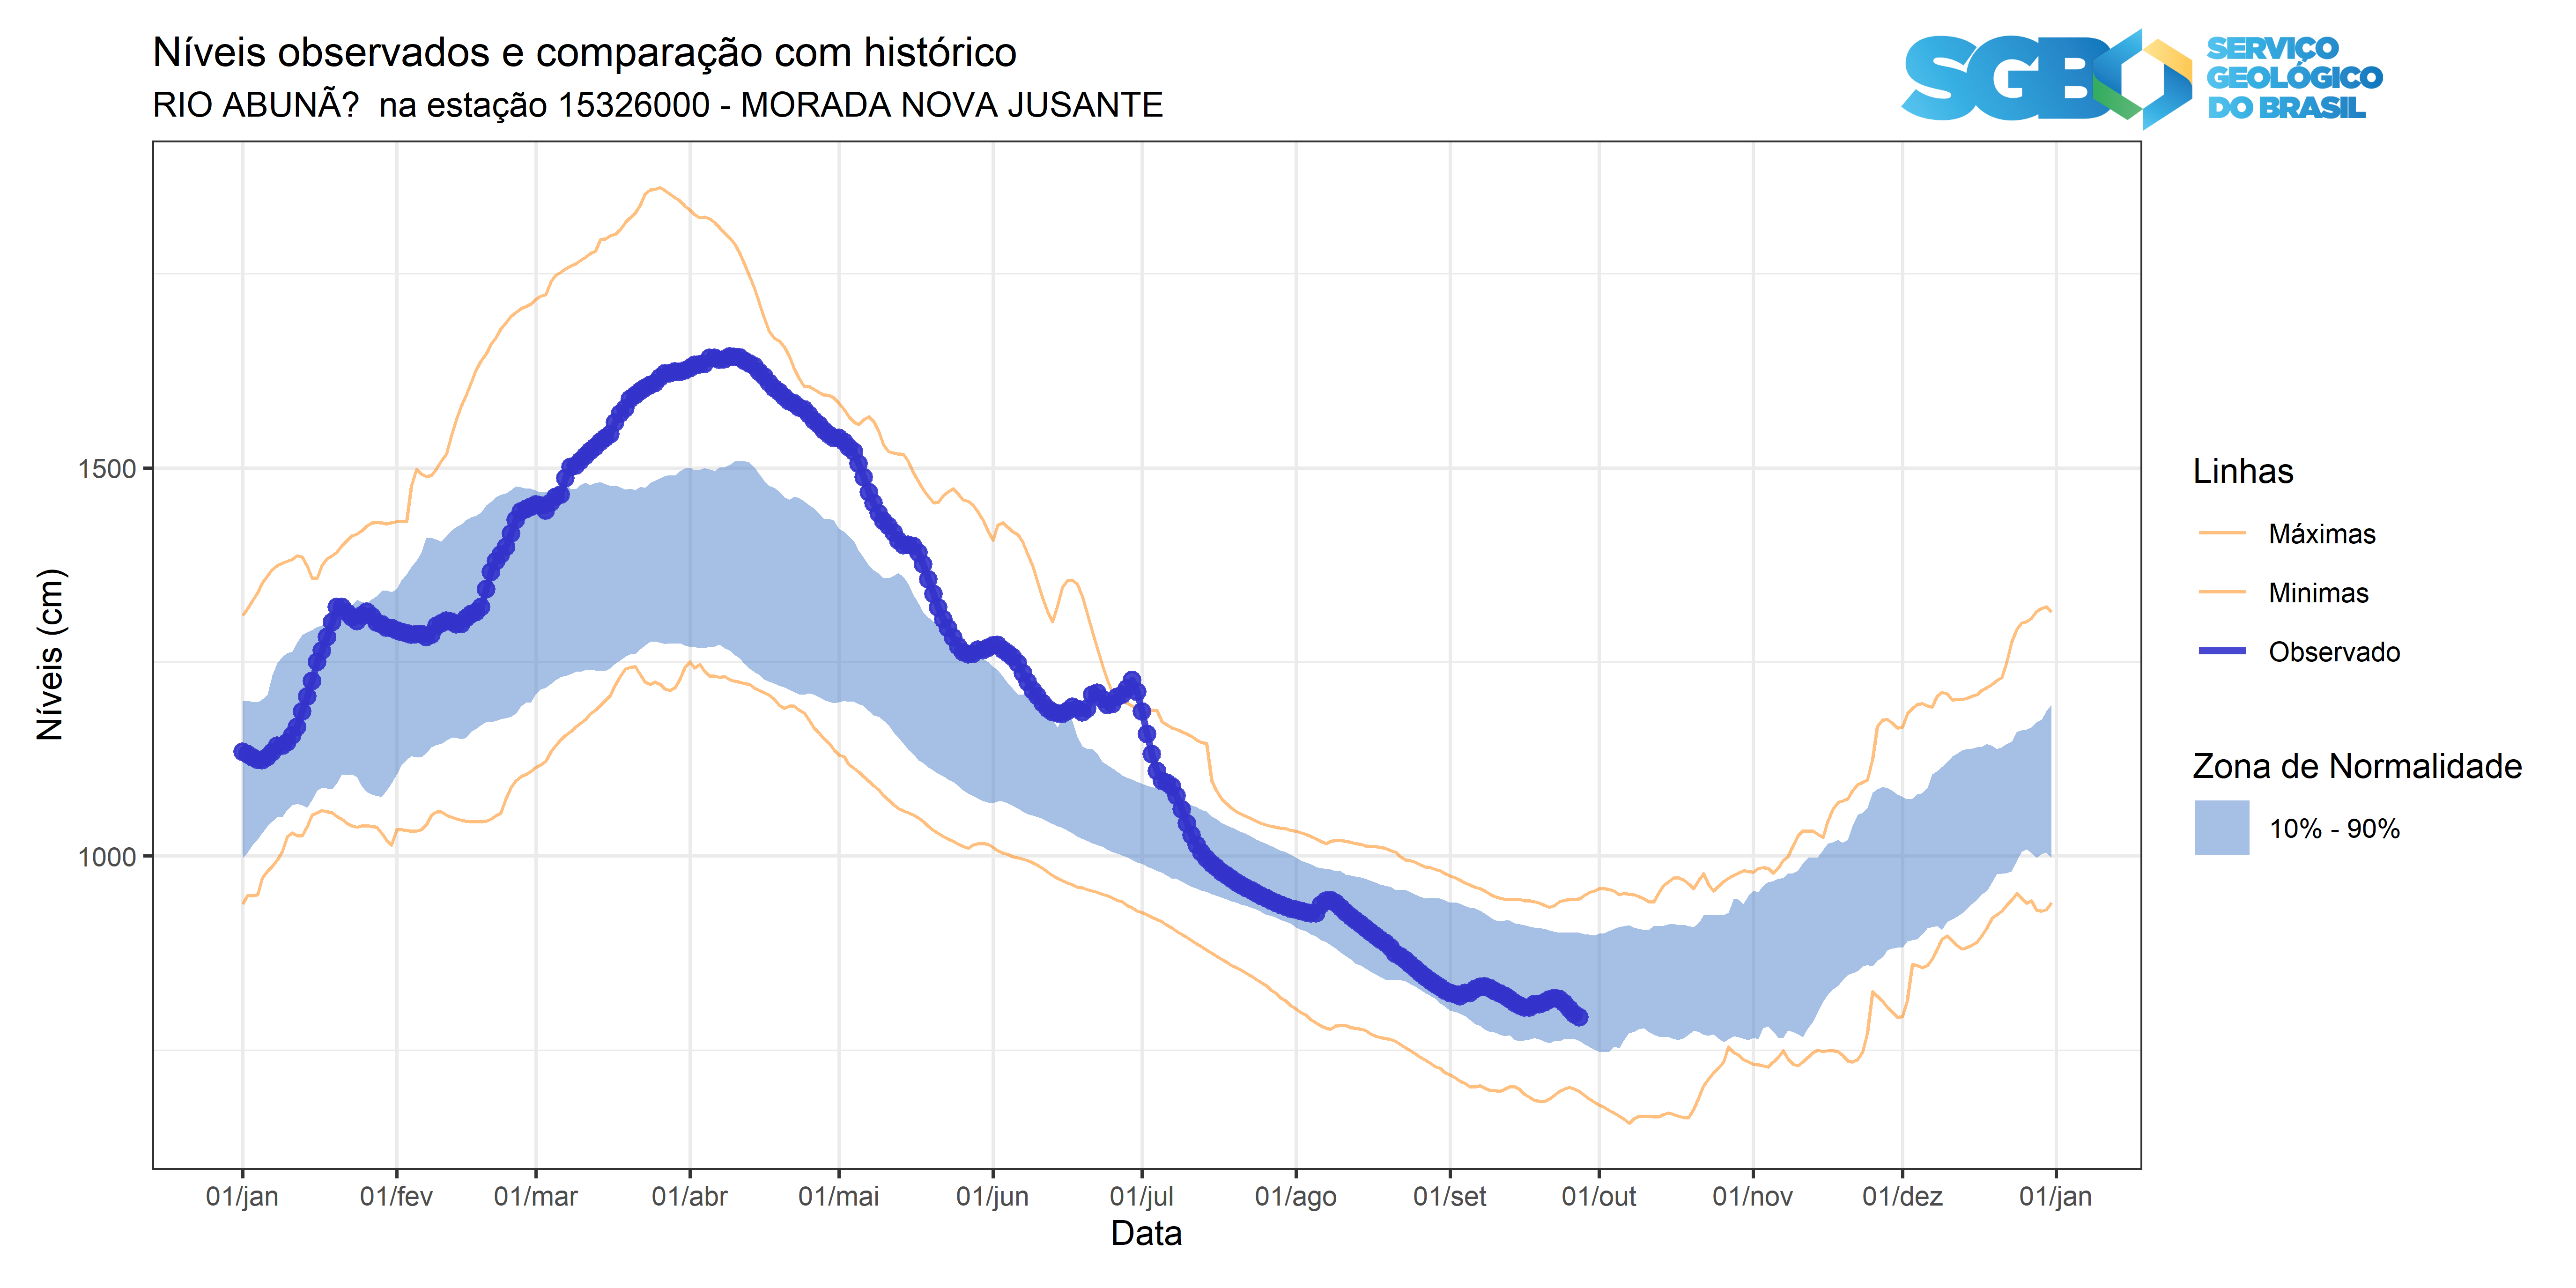 Níveis observados e comparação com histórico
RIO ABUNÃ?  na estação 15326000 - MORADA NOVA JUSANTE
SGB
SERVIÇO
GEOLÓGICO
DO BRASIL
Níveis (cm)
1500
1000
01/jan 01/fev 01/mar 01/abr 01/mai 01/jun 01/jul 01/ago 01/set 01/out 01/nov 01/dez 01/jan
Data
Linhas
Máximas
Minimas
Observado
Zona de Normalidade
10% - 90%